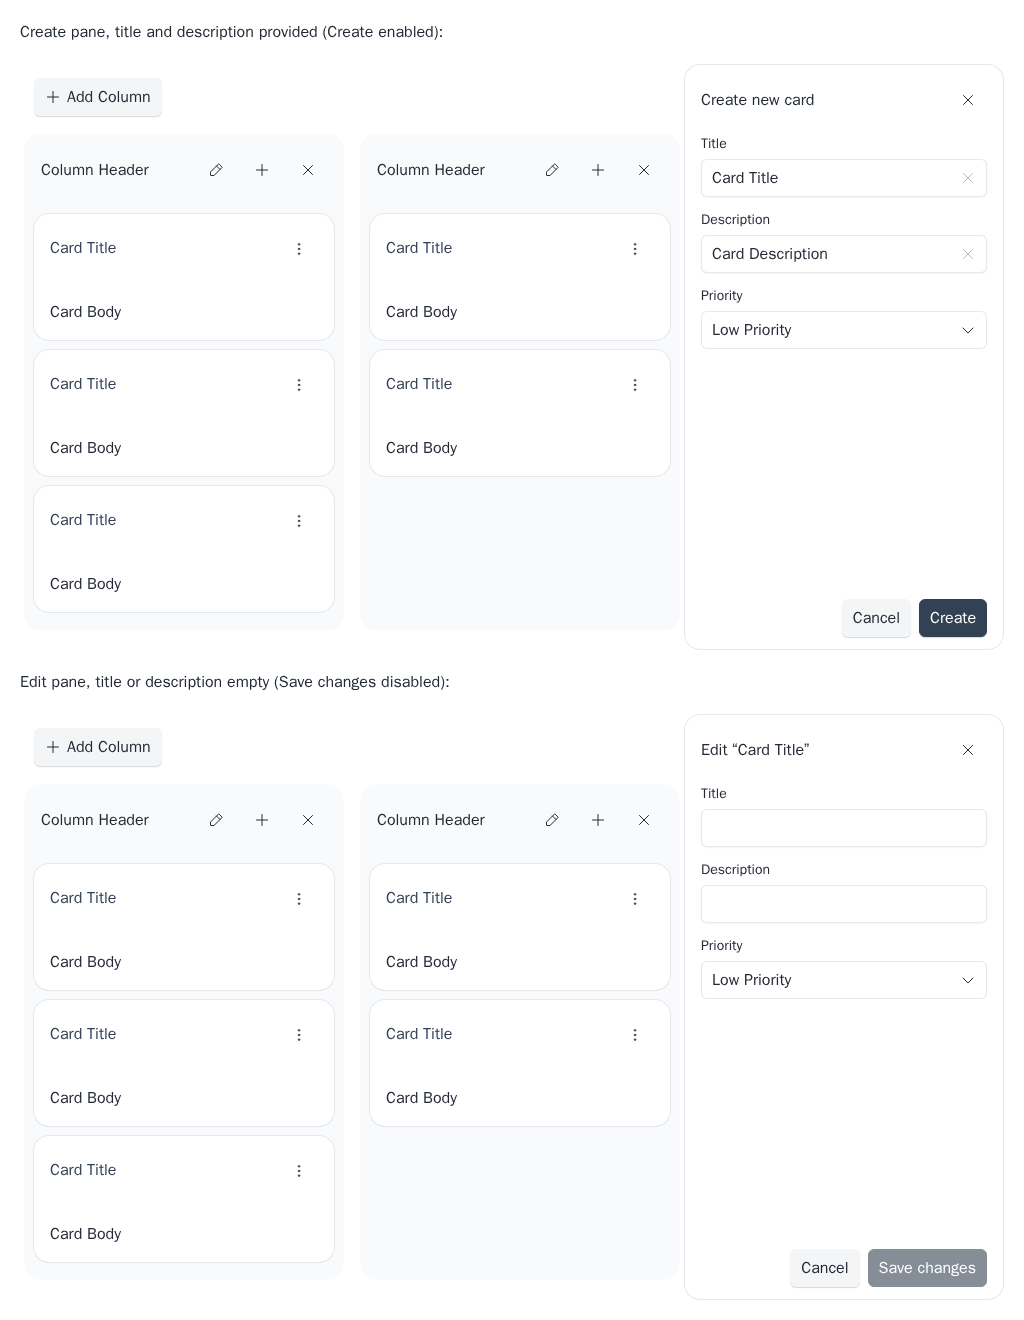 Create pane, title and description provided (Create enabled):
Add Column
Column Header
Card Title
Card Body
Card Title
Card Body
Card Title
Card Body
Column Header
Card Title
Card Body
Card Title
Card Body
Create new card
Title
Card Title
Description
Card Description
Priority
Low Priority
Cancel
Create
Edit pane, title or description empty (Save changes disabled):
Add Column
Column Header
Card Title
Card Body
Card Title
Card Body
Card Title
Card Body
Column Header
Card Title
Card Body
Card Title
Card Body
Edit “Card Title”
Title
Description
Priority
Low Priority
Cancel
Save changes